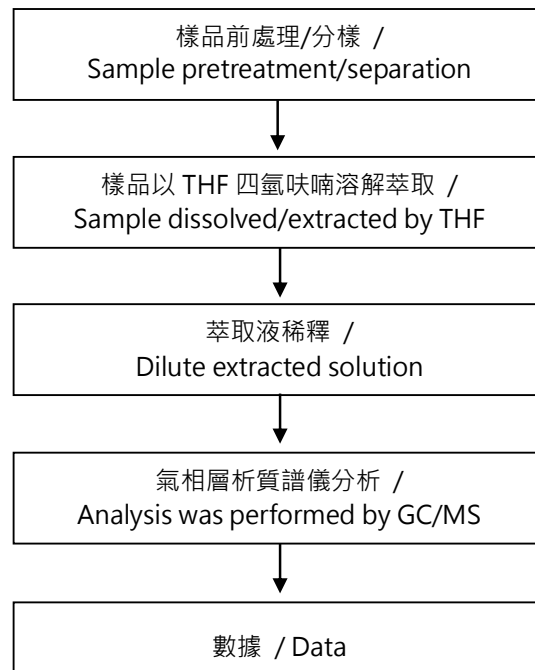 樣品前處理/分樣 /
Sample pretreatment/separation
樣品以 THF 四氫呋喃溶解萃取 /
Sample dissolved/extracted by THF
萃取液稀釋 /
Dilute extracted solution
氣相層析質譜儀分析 /
Analysis was performed by GC/MS
數據 / Data